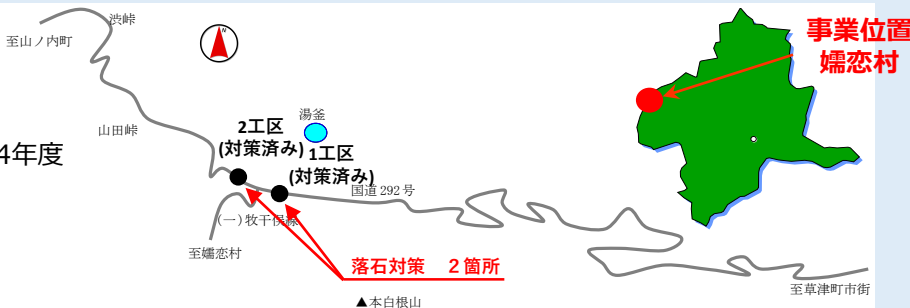 渋峠
至山ノ内町
事業位置
嬬恋村
湯釜
山田峠
2工区
(対策済み)
1工区
(対策済み)
4年度
国道292号
(一)牧干俣線
至嬬恋村
落石対策 2箇所
至草津町市街
▲本白根山